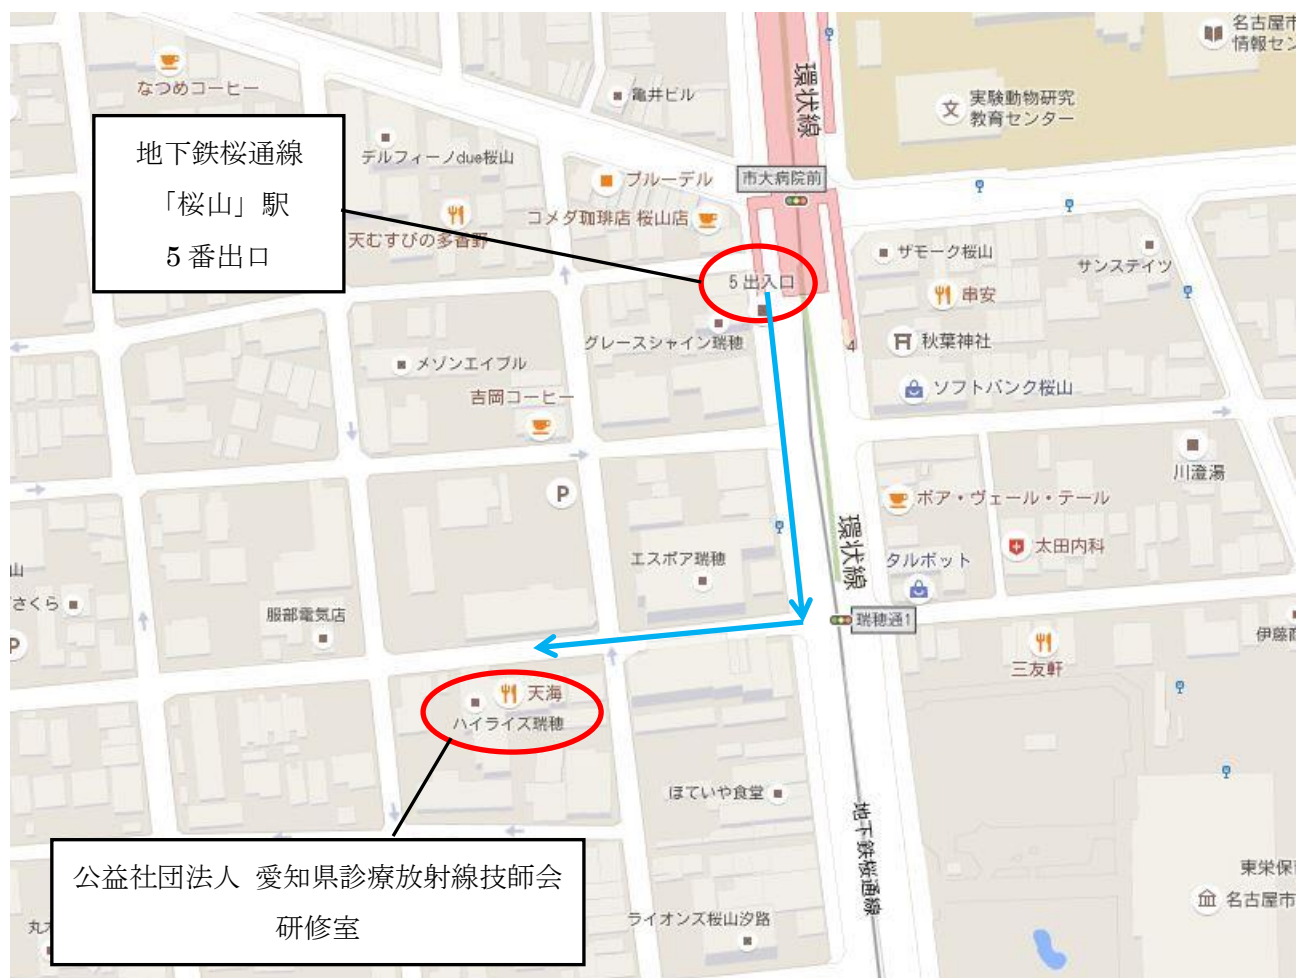 名古屋市
情報セン
なつめコーヒー
亀井ビル
環状線
実験動物研究
教育センター
文
地下鉄桜通線
「桜山」駅
5 番出口
デルフィーノdue桜山
ブルーデル
市大病院前
コメダ珈琲店 桜山店
天むすびの多香野
ザモーク桜山
サンステイツ
5 出入口
串安
グレースシャイン瑞穂
4
秋葉神社
メゾンエイブル
ソフトバンク桜山
吉岡コーヒー
川澄湯
P
ボア・ヴェール・テール
環状線
太田内科
エスポア瑞穂
タルボット
山
さくら
服部電気店
瑞穂通1
P
三友軒
伊藤商
天海
ハイライズ瑞穂
ほていや食堂
地下鉄桜通線
公益社団法人 愛知県診療放射線技師会
研修室
東栄保
名古屋市
ライオンズ桜山汐路